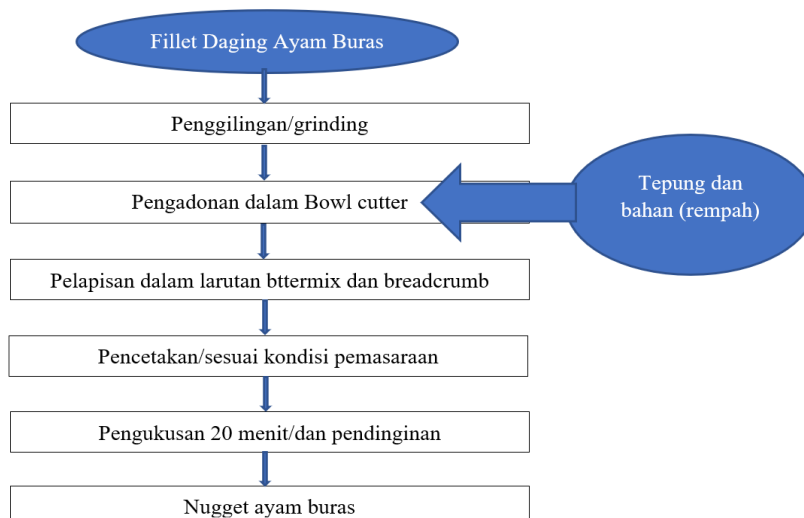 Fillet Daging Ayam Buras
Penggilingan/grinding
Pengadonan dalam Bowl cutter
Tepung dan
bahan (rempah)
Pelapisan dalam larutan bttermix dan breadcrumb
Pencetakan/sesuai kondisi pemasaraan
Pengukusan 20 menit/dan pendinginan
Nugget ayam buras